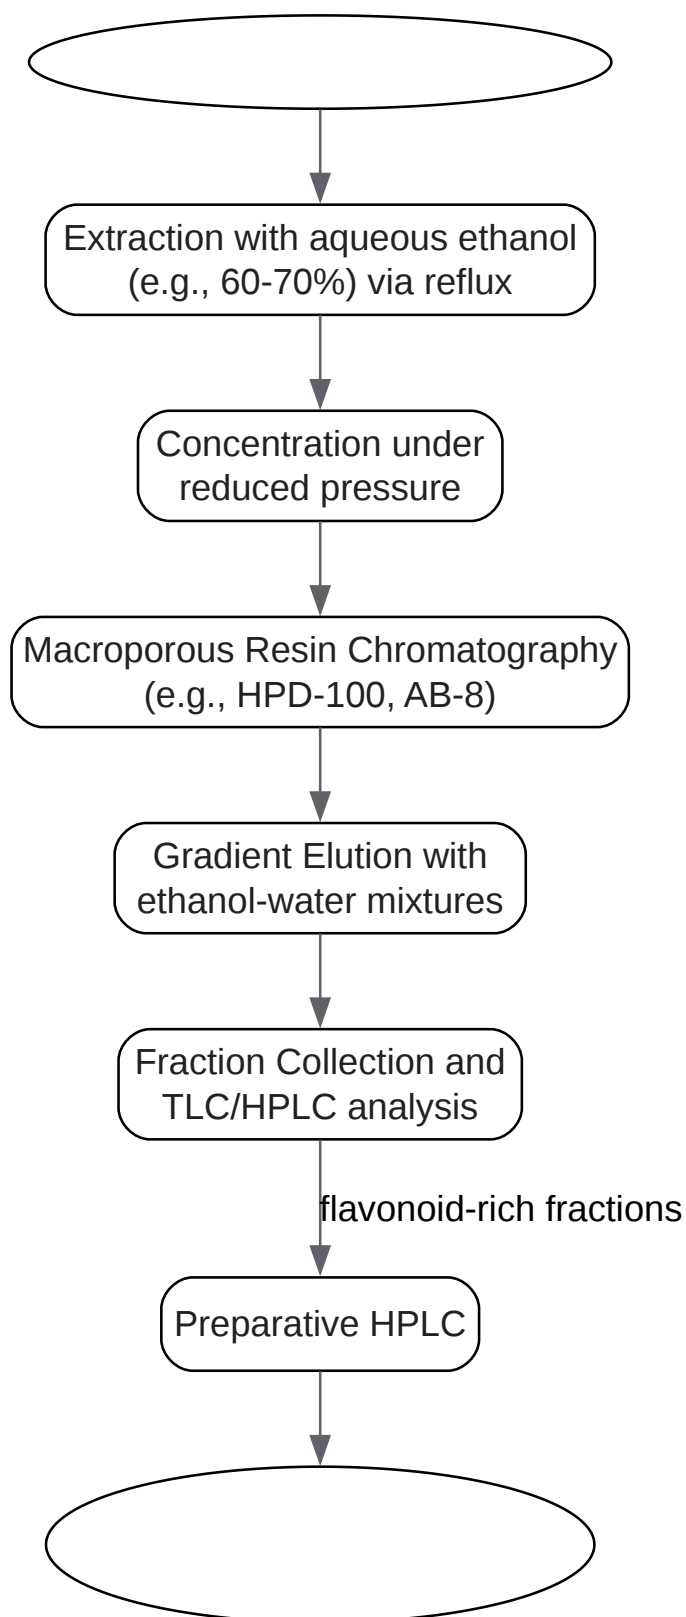 Extraction with aqueous ethanol
(e.g., 60-70%) via reflux
Concentration under
reduced pressure
Macroporous Resin Chromatography
(e.g., HPD-100, AB-8)
Gradient Elution with
ethanol-water mixtures
Fraction Collection and
TLC/HPLC analysis
flavonoid-rich fractions
Preparative HPLC